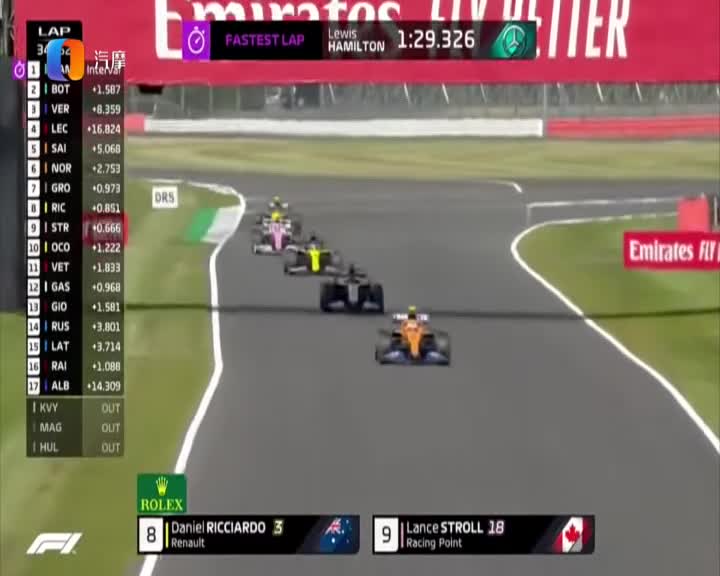 Emirates FLY BETTER
FASTEST LAP
Lewis
HAMILTON
1:29.326
LAP
汽摩
1
Interval
2 BOT +1.587
3 VER +8.359
4 LEC +16.824
5 SAI +5.068
6 NOR +2.753
7 GRO +0.973
8 RIC +0.851
9 STR +0.666
10 OCO +1.222
11 VET +1.833
12 GAS +0.968
13 GIO +1.581
14 RUS +3.801
15 LAT +3.714
16 RAI +1.088
17 ALB +14.309
KVY OUT
MAG OUT
HUL OUT
DRS
Emirates FLY
ROLEX
8 Daniel RICCIARDO 3
Renault
9 Lance STROLL 18
Racing Point
F1